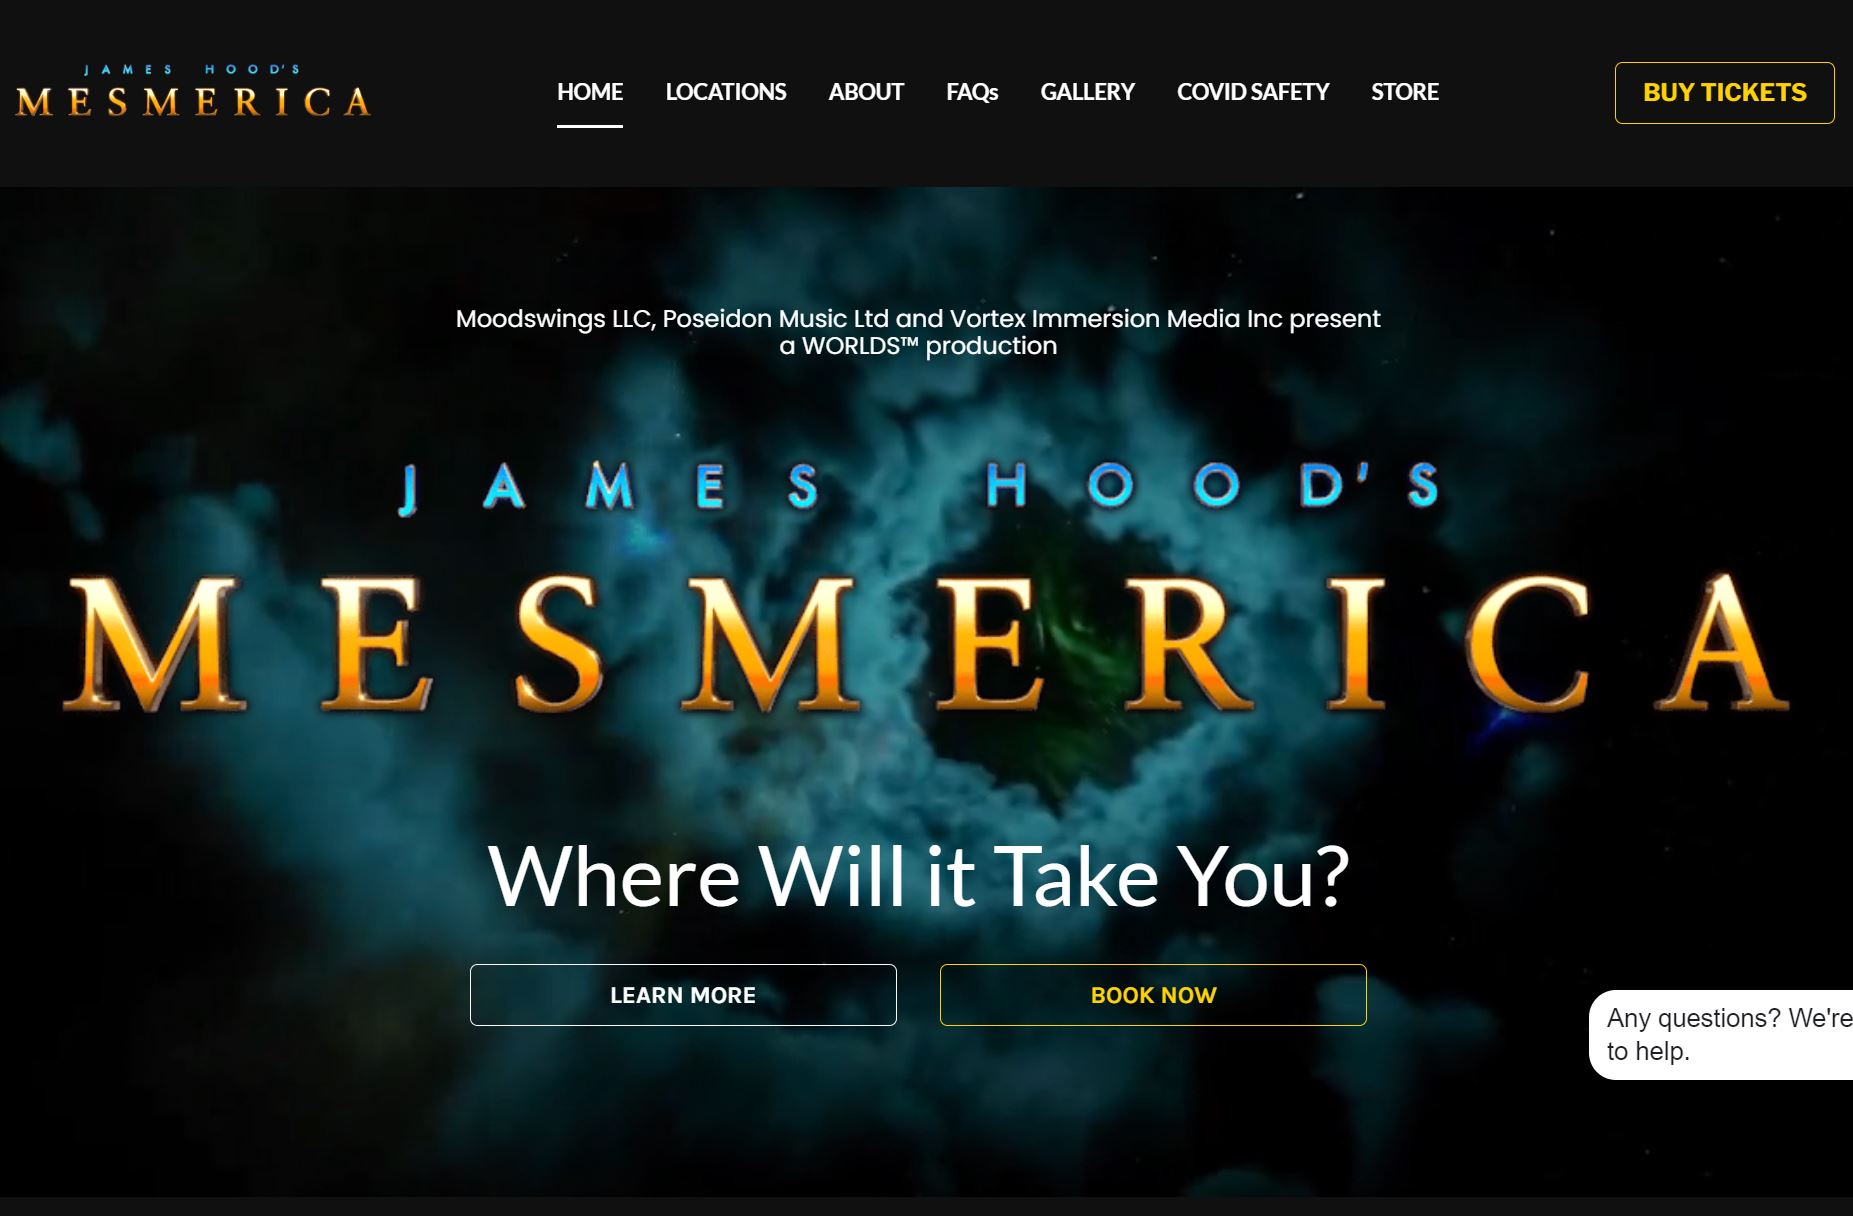 JAMES HOOD'S
MESMERICA
HOME
LOCATIONS
ABOUT
FAQs
GALLERY
COVID SAFETY
STORE
BUY TICKETS
Moodswings LLC, Poseidon Music Ltd and Vortex Immersion Media Inc present
a WORLDS™ production
JAMES HOOD'S
MESMERICA
Where Will it Take You?
LEARN MORE
BOOK NOW
Any questions? We're
to help.